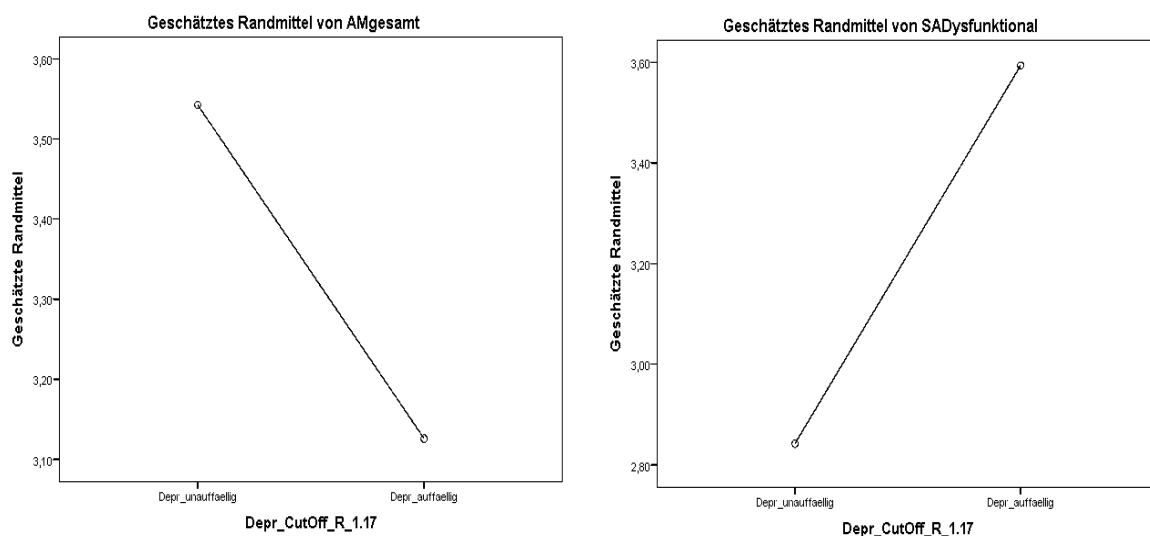 Geschätztes Randmittel von AMgesamt
Geschätzte Randmittel
3,60
3,50
3,40
3,30
3,20
3,10
Depr_unauffaellig
Depr_auffaellig
Depr_CutOff_R_1.17
Geschätztes Randmittel von SADysfunktional
Geschätzte Randmittel
3,60
3,40
3,20
3,00
2,80
Depr_unauffaellig
Depr_auffaellig
Depr_CutOff_R_1.17